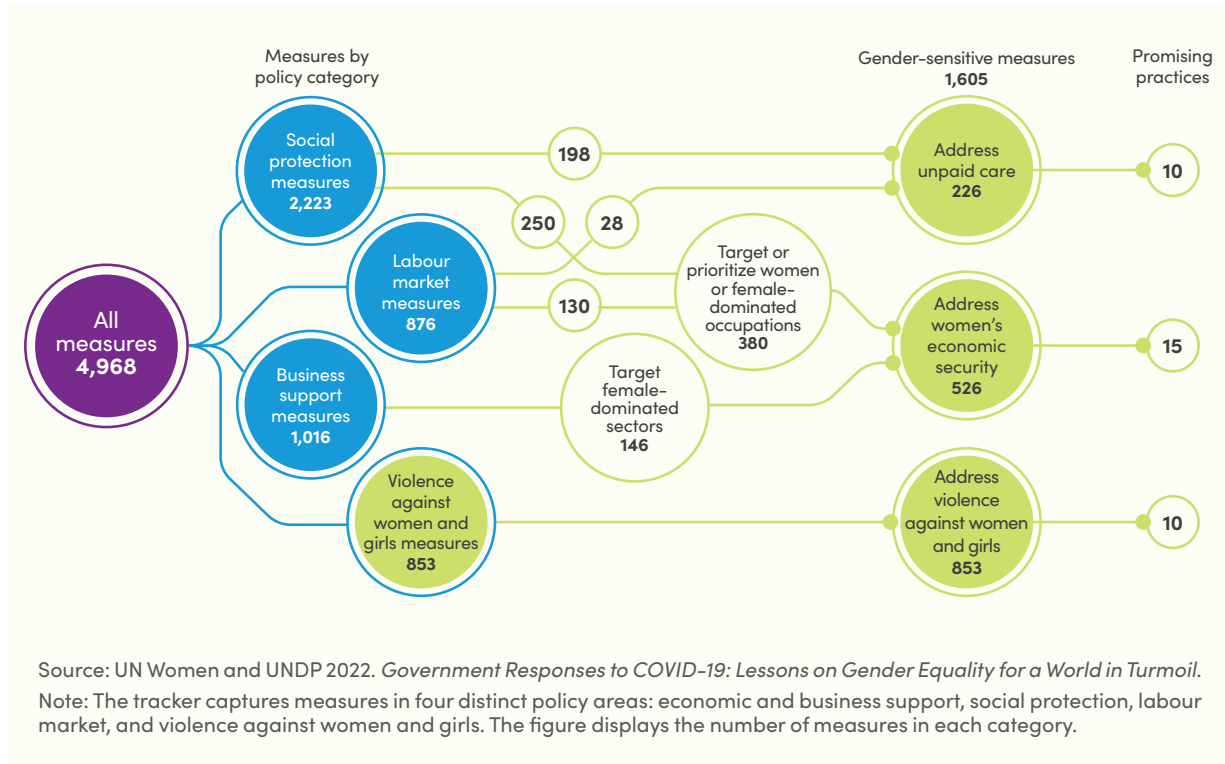 Measures by
policy category
Gender-sensitive measures
1,605
Promising
practices
All
measures
4,968
Social
protection
measures
2,223
Labour
market
measures
876
Business
support
measures
1,016
Violence
against
women and
girls measures
853
198
250
28
130
Target or
prioritize women
or female-
dominated
occupations
380
Target
female-
dominated
sectors
146
Address
unpaid care
226
Address
women’s
economic
security
526
Address
violence
against women
and girls
853
10
15
10
Source: UN Women and UNDP 2022. Government Responses to COVID-19: Lessons on Gender Equality for a World in Turmoil.
Note: The tracker captures measures in four distinct policy areas: economic and business support, social protection, labour
market, and violence against women and girls. The figure displays the number of measures in each category.